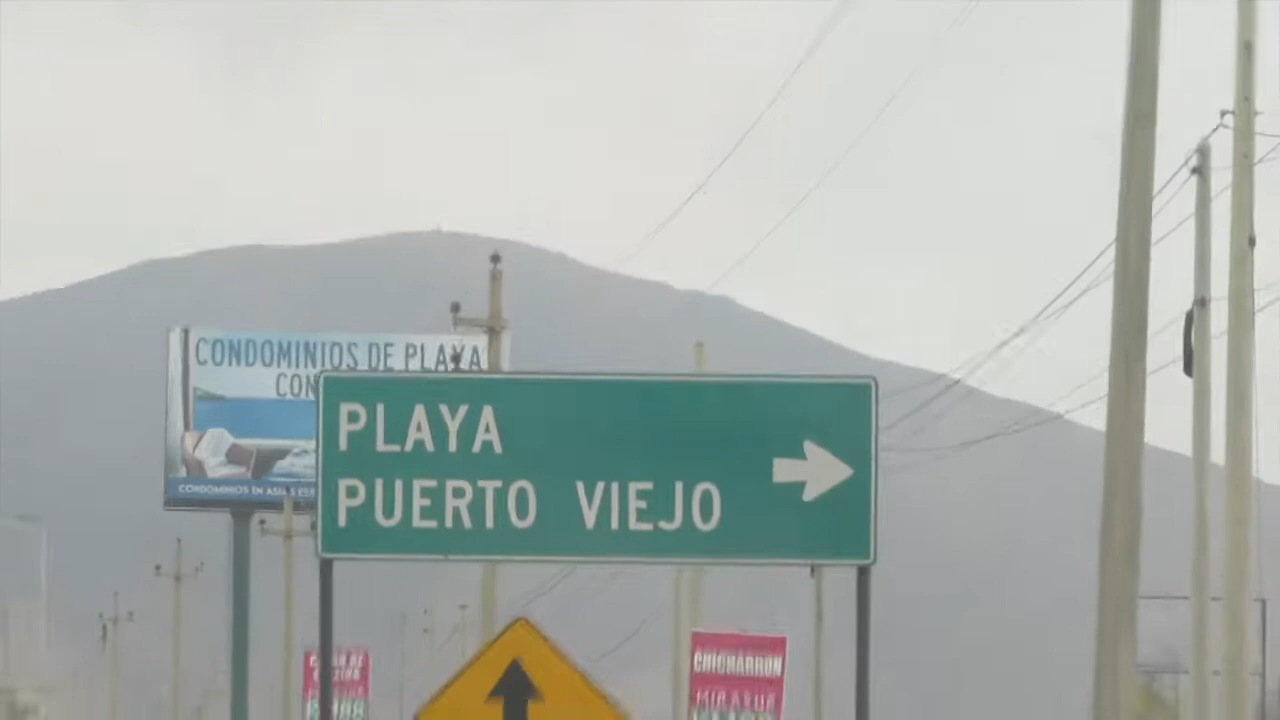 CONDOMINIOS DE PLAYA
CON
PLAYA
PUERTO VIEJO
CONDOMINIOS EN ASIA
CHICHARRON